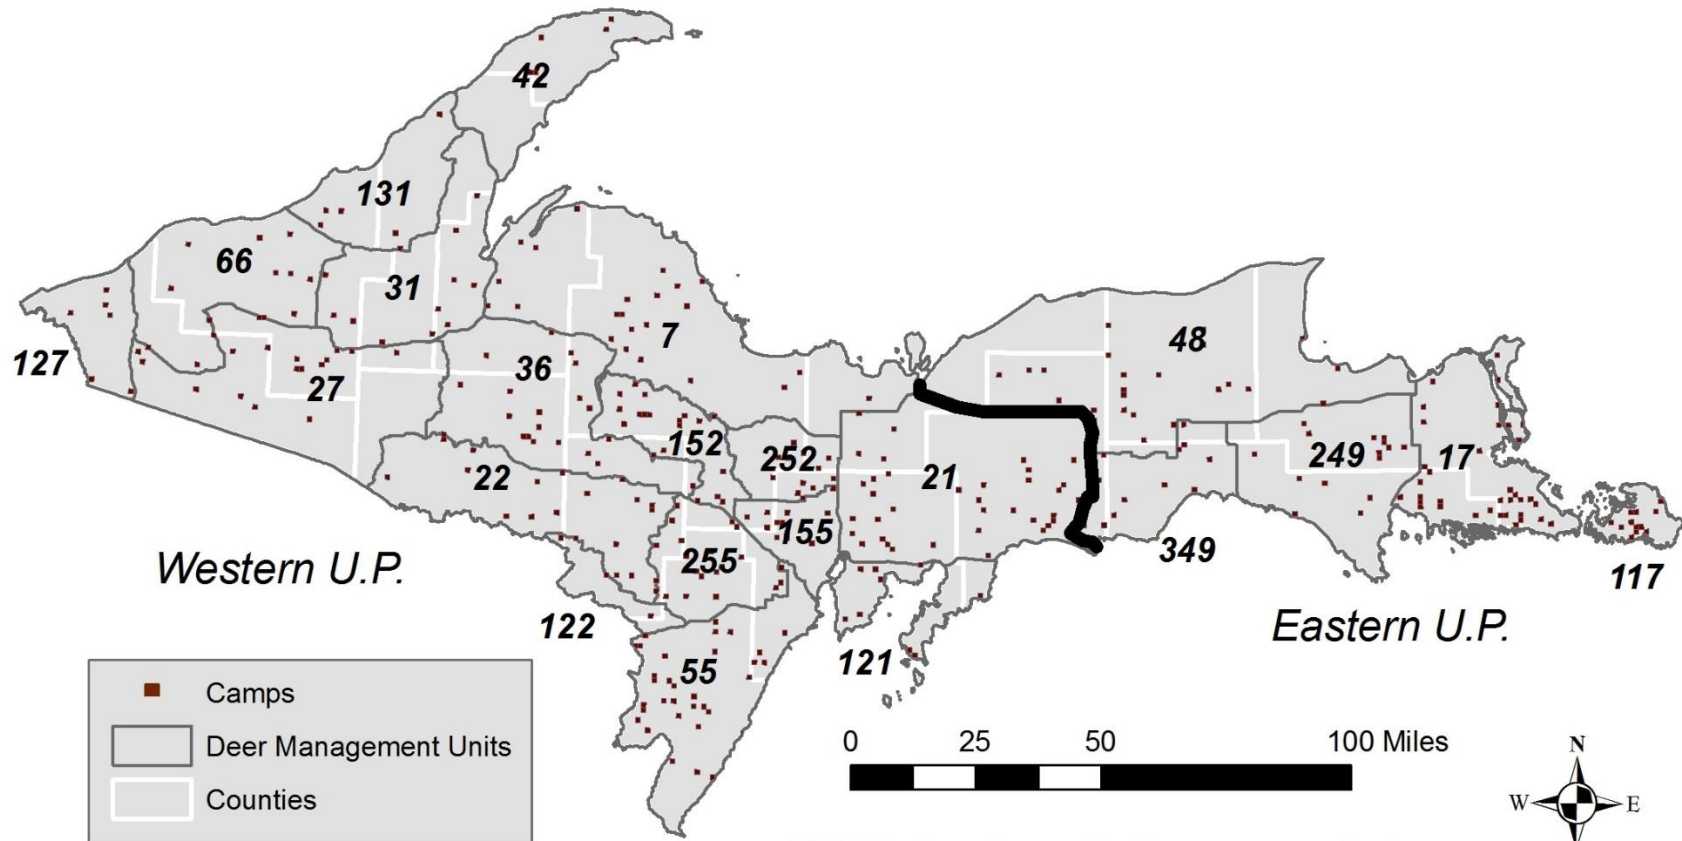 42
131
66
31
7
48
127
27
36
152
252
22
21
249
17
155
255
349
117
Western U.P.
122
Eastern U.P.
121
55
Camps
Deer Management Units
Counties
0 25 50 100 Miles
N
W E